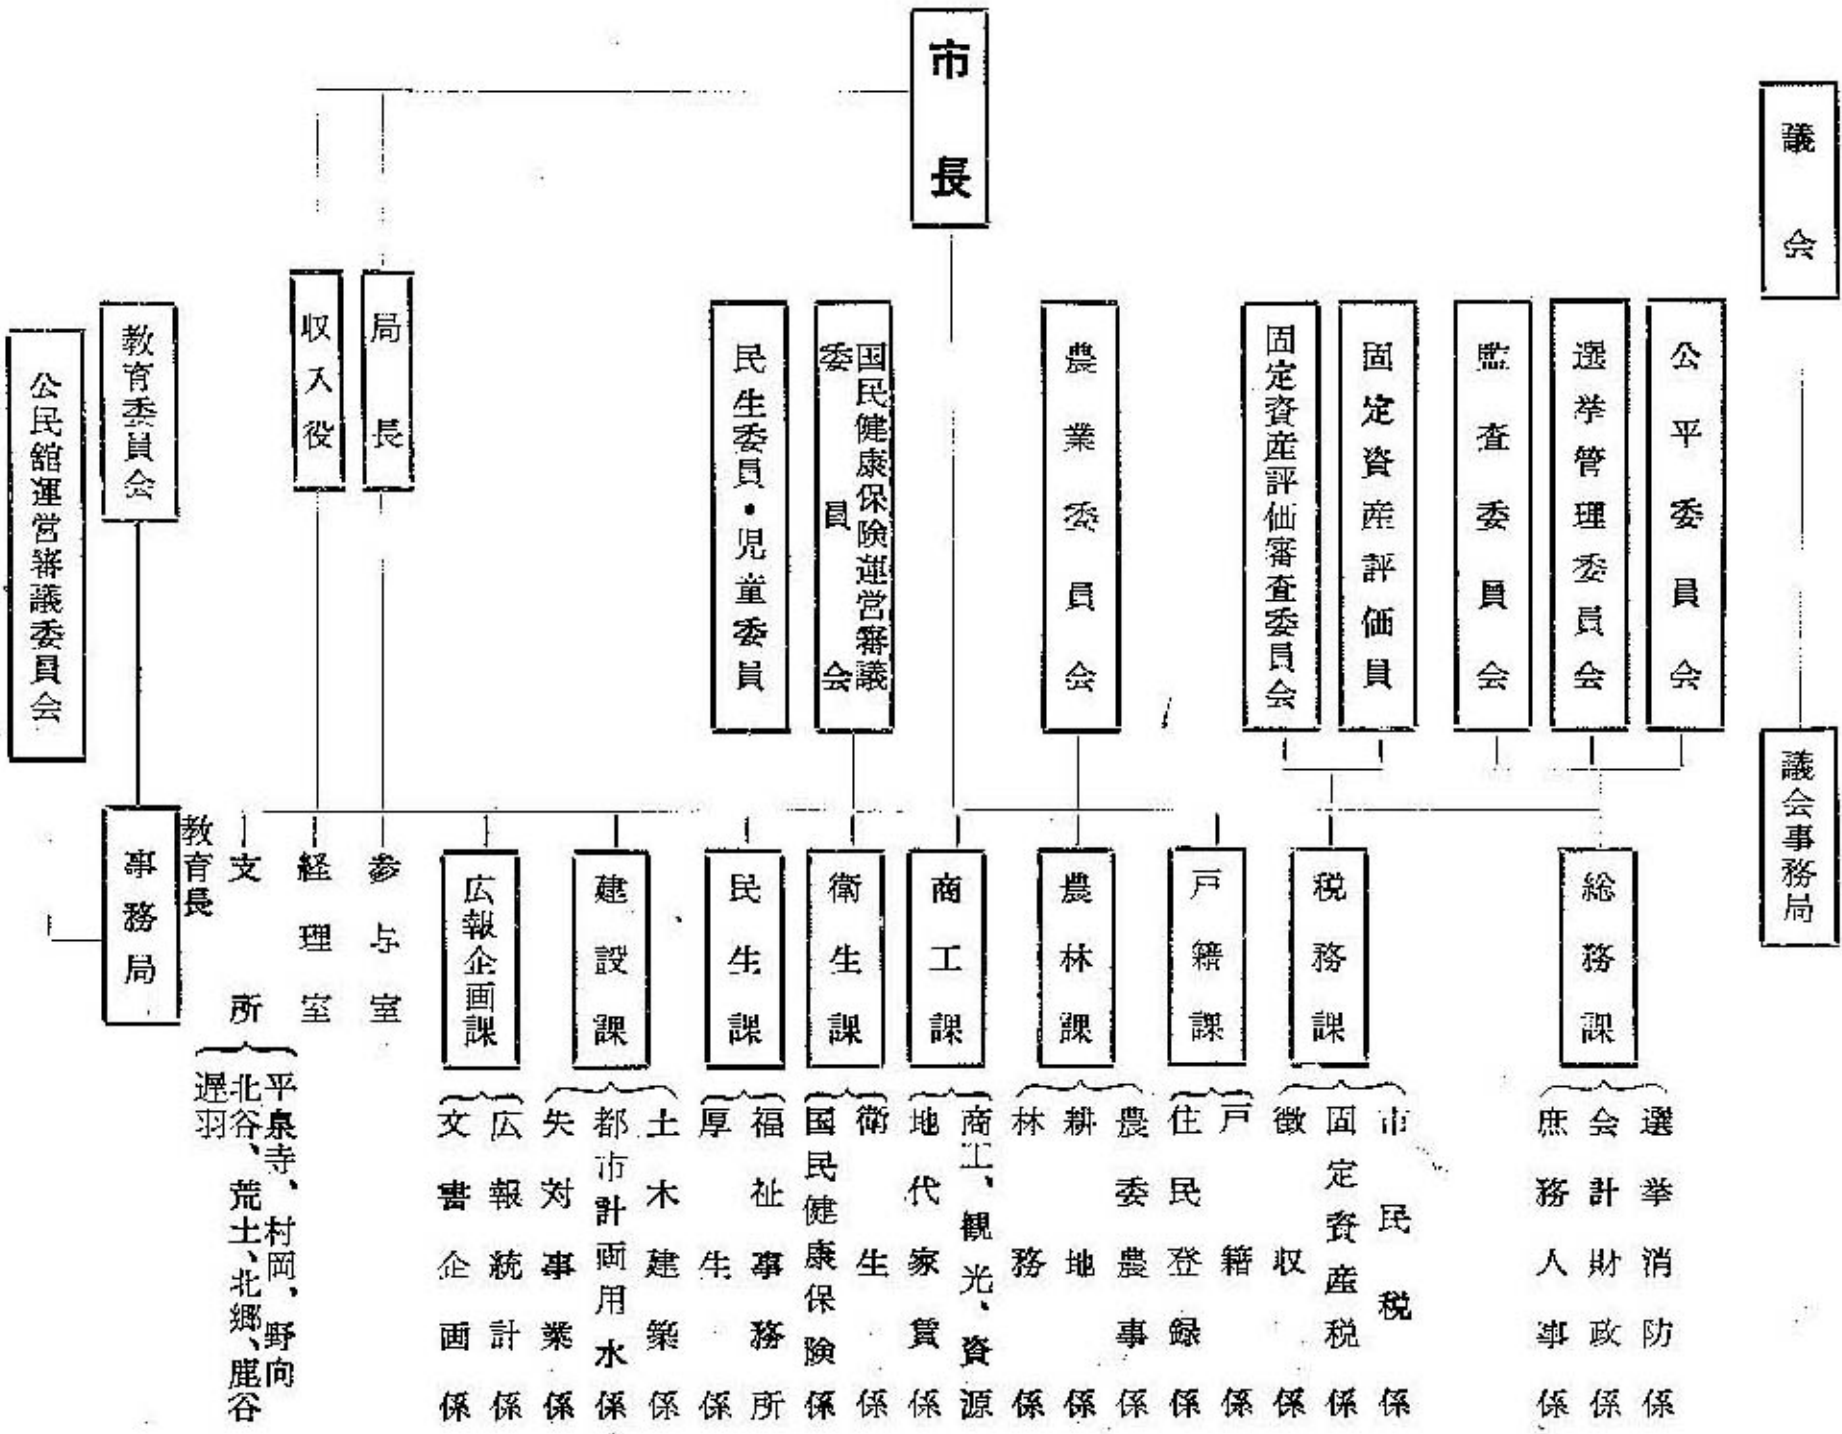 議会
議会事務局
市長
公平委員会
選挙管理委員会
監査委員会
固定資産評価員
固定資産評価審査委員会
農業委員会
国民健康保険運営審議
委員会
民生委員・児童委員
局長
収入役
教育委員会
公民館運営審議委員会
総務課
選挙消防係
会計財政係
庶務人事係
税務課
市民税係
固定資産税係
徴収係
戸籍課
戸籍係
住民登録係
農林課
農委農事係
耕地係
林務係
商工課
商工、観光、資源
地代家賃係
衛生課
衛生係
国民健康保険係
民生課
福祉事務所
厚生係
建設課
土木建築係
都市計画用水係
失対事業係
広報企画課
広報統計係
文書企画係
参与室
経理室
支所
平泉寺、村岡、野向
北谷、荒土、北郷、鹿谷
遅羽
教育長
事務局